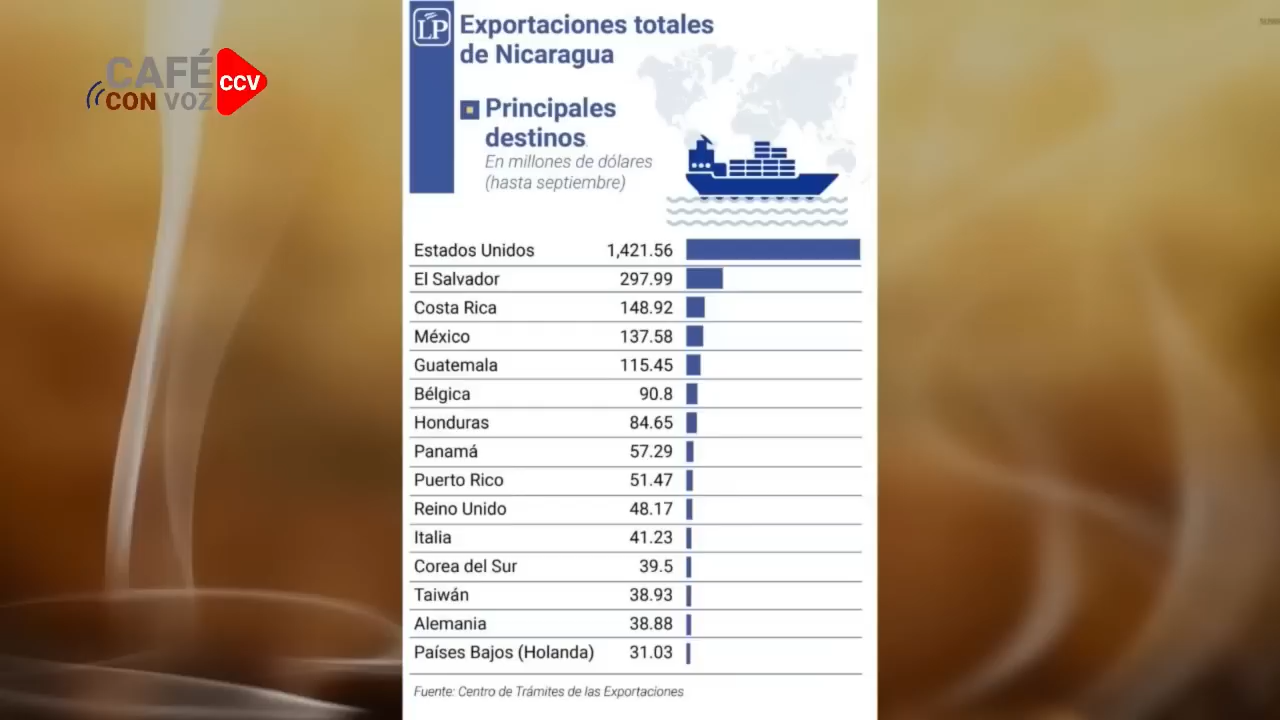 CAFÉ
CON VOZ
CCV
LP
Exportaciones totales
de Nicaragua
Principales
destinos
En millones de dólares
(hasta septiembre)
Estados Unidos 1,421.56
El Salvador 297.99
Costa Rica 148.92
México 137.58
Guatemala 115.45
Bélgica 90.8
Honduras 84.65
Panamá 57.29
Puerto Rico 51.47
Reino Unido 48.17
Italia 41.23
Corea del Sur 39.5
Taiwán 38.93
Alemania 38.88
Países Bajos (Holanda) 31.03
Fuente: Centro de Trámites de las Exportaciones